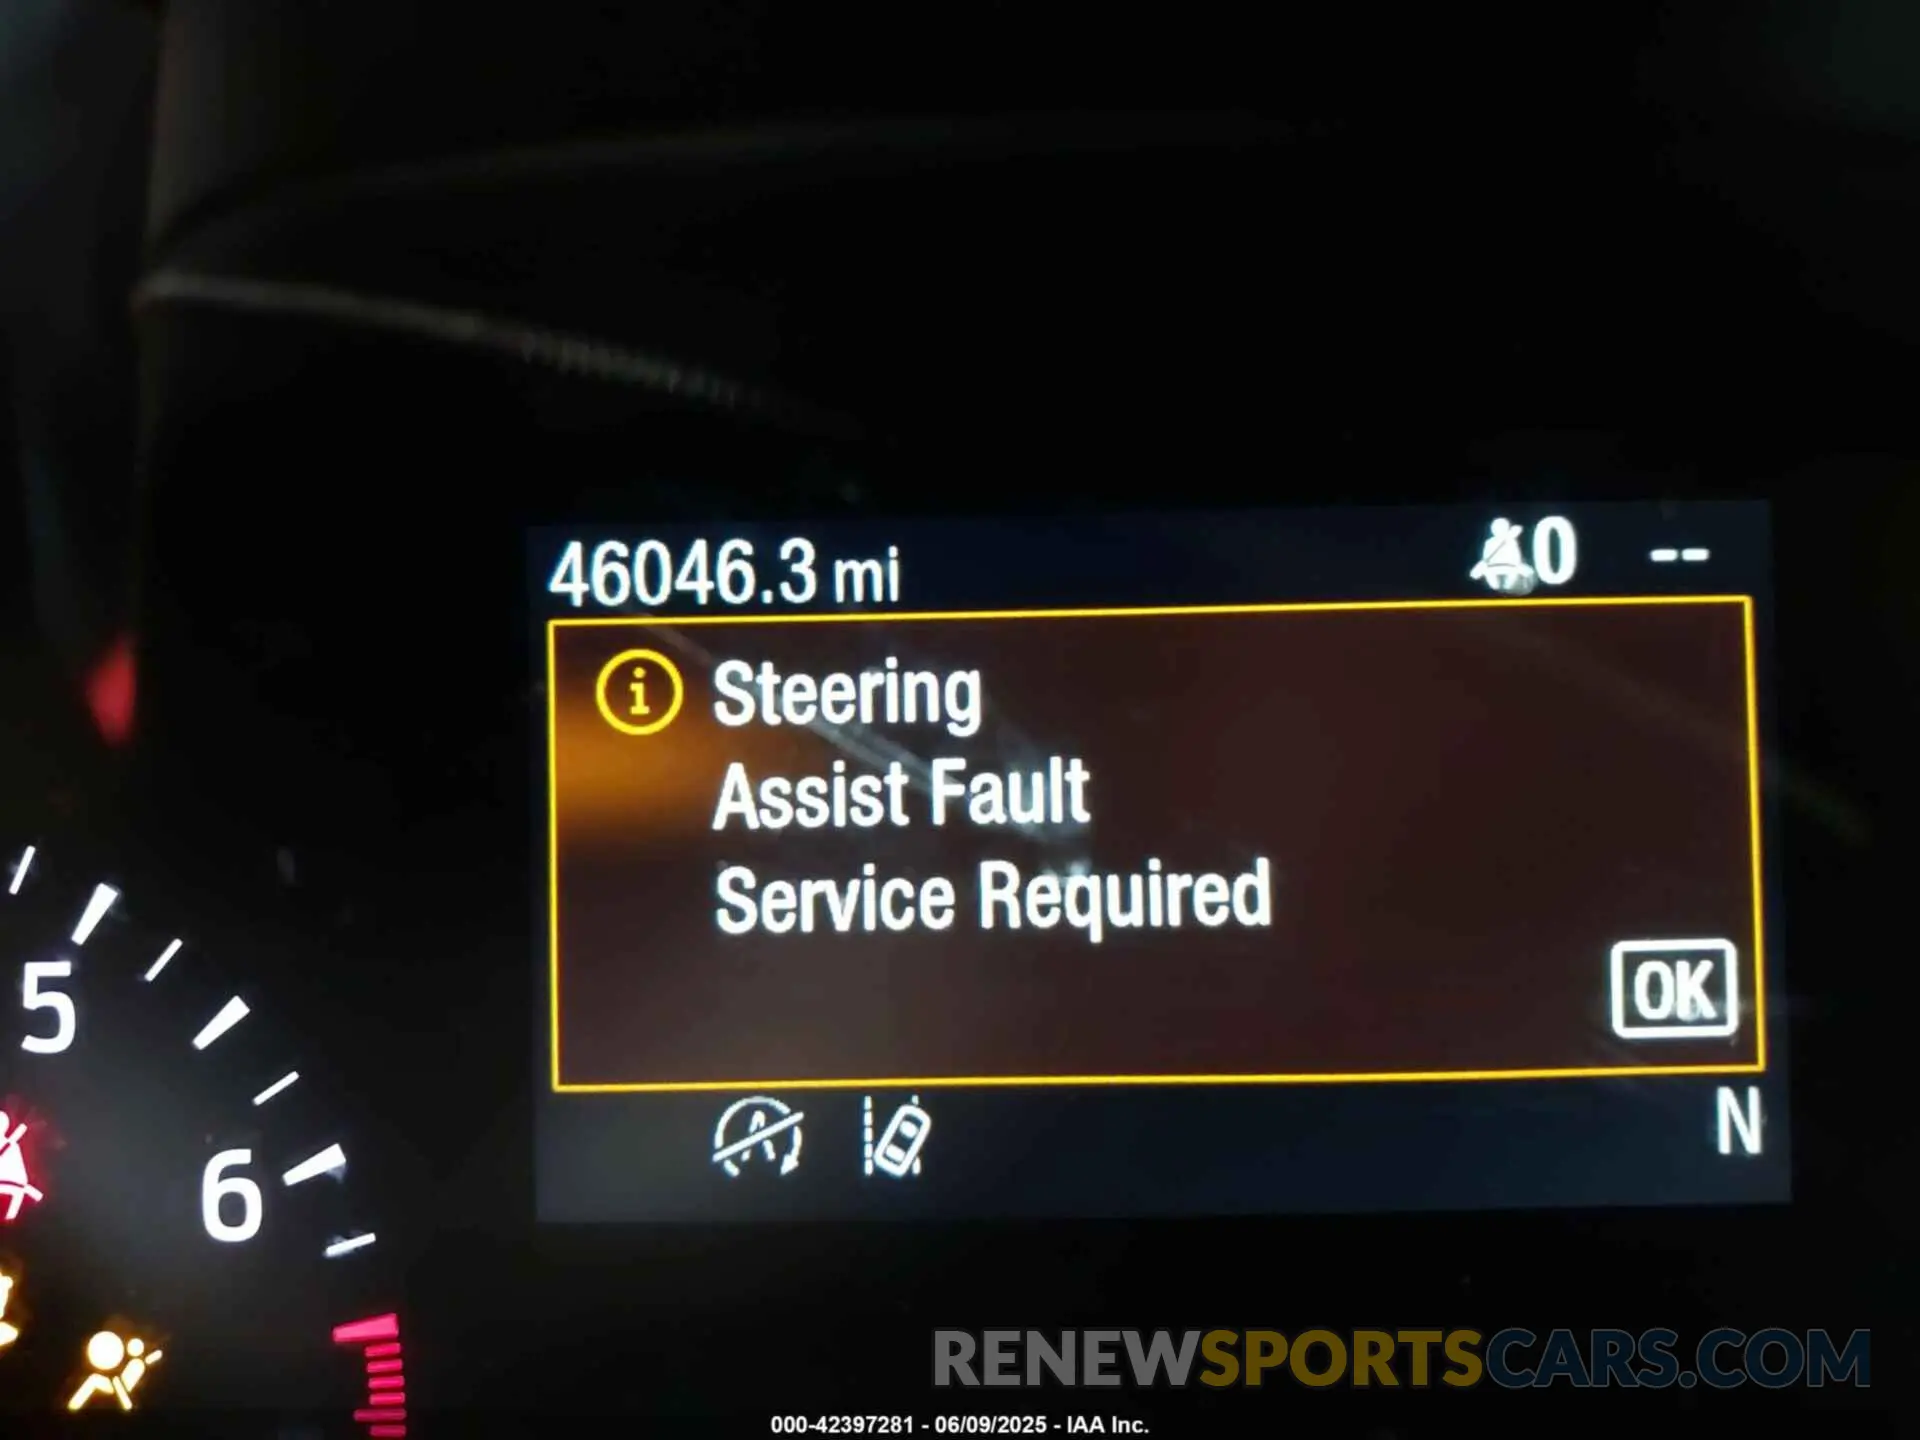 46046.3 mi
0 --
Steering
Assist Fault
Service Required
OK
N
A
5
6
RENEWSPORTSCARS.COM
000-42397281 - 06/09/2025 - IAA Inc.